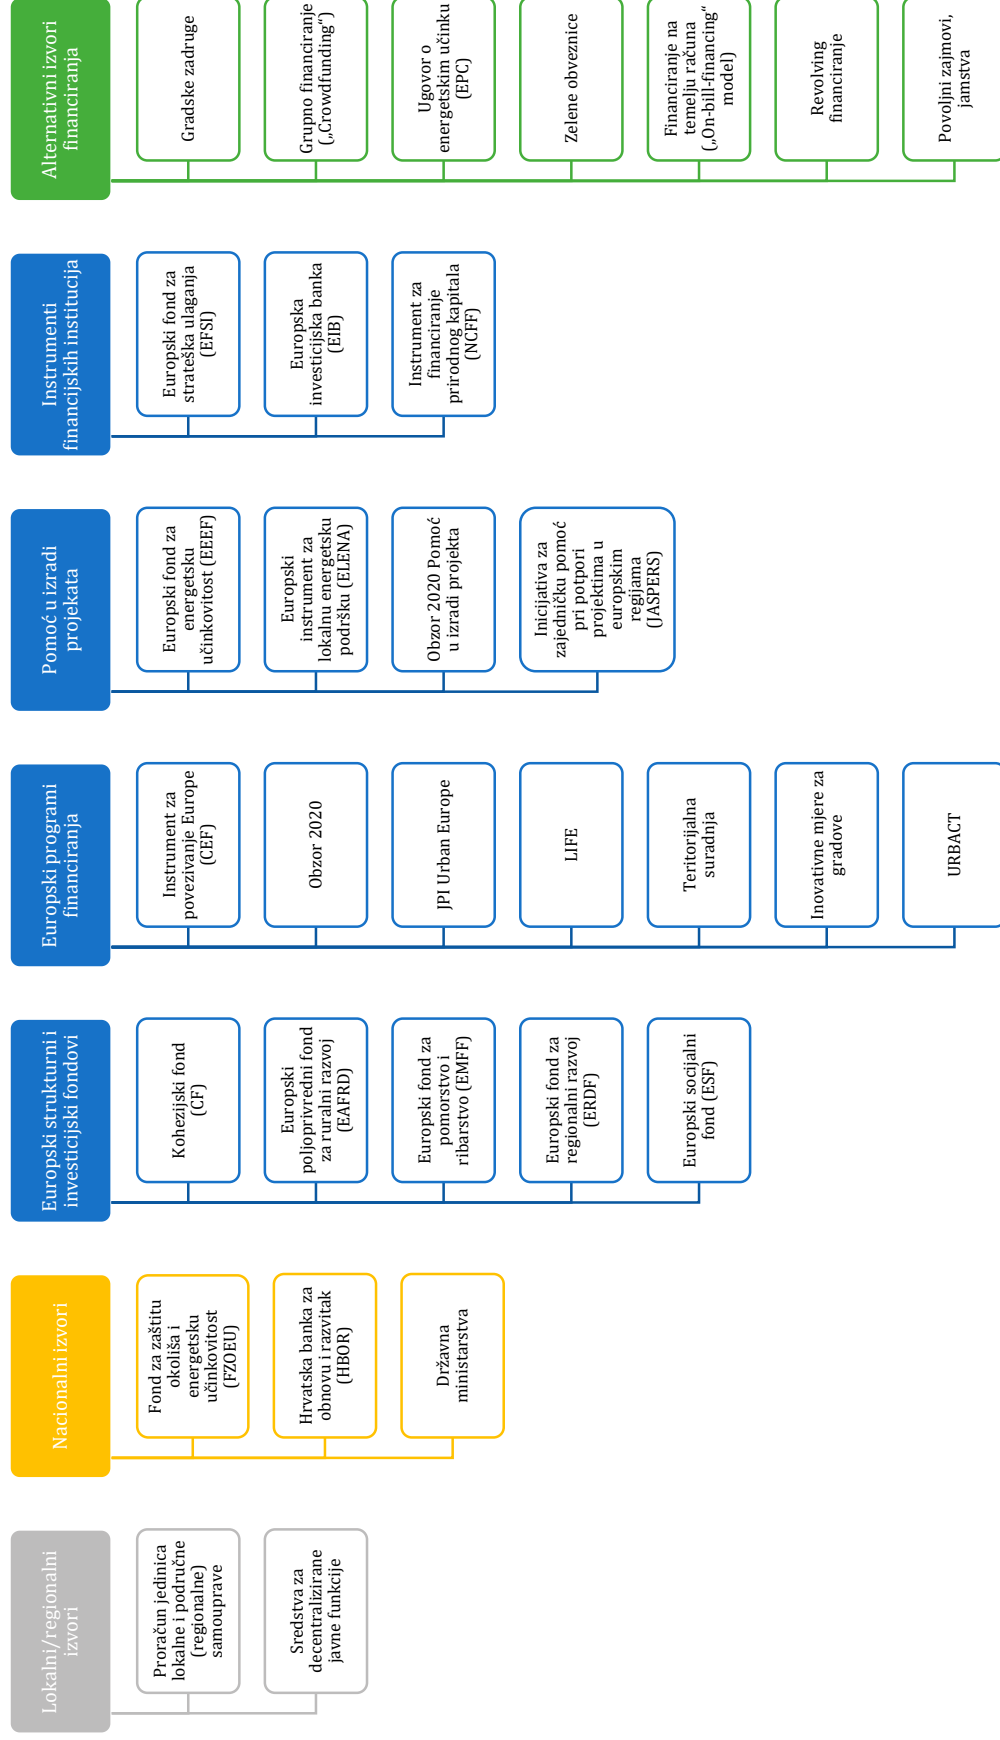 Lokalni/regionalni
izvori
Proračun jedinica
lokalne i područne
(regionalne)
samouprave
Sredstva za
decentralizirane
javne funkcije
Nacionalni izvori
Fond za zaštitu
okoliša i
energetsku
učinkovitost
(FZOEU)
Hrvatska banka za
obnovu i razvitak
(HBOR)
Državna
ministarstva
Europski strukturni i
investicijski fondovi
Kohezijski fond
(CF)
Europski
poljoprivredni fond
za ruralni razvoj
(EAFRD)
Europski fond za
pomorstvo i
ribarstvo (EMFF)
Europski fond za
regionalni razvoj
(ERDF)
Europski socijalni
fond (ESF)
Europski programi
financiranja
Instrument za
povezivanje Europe
(CEF)
Obzor 2020
JPI Urban Europe
LIFE
Teritorijalna
suradnja
Inovativne mjere za
gradove
URBACT
Pomoć u izradi
projekata
Europski fond za
energetsku
učinkovitost (EEEF)
Europski
instrument za
lokalnu energetsku
podršku (ELENA)
Obzor 2020 Pomoć
u izradi projekta
Inicijativa za
zajedničku pomoć
pri potpori
projektima u
europskim
regijama
(JASPERS)
Instrumenti
financijskih institucija
Europski fond za
strateška ulaganja
(EFSI)
Europska
investicijska banka
(EIB)
Instrument za
financiranje
prirodnog kapitala
(NCFF)
Alternativni izvori
financiranja
Gradske zadruge
Grupno financiranje
(„Crowdfunding“)
Ugovor o
energetskim učinku
(EPC)
Zelene obveznice
Financiranje na
temelju računa
(„On-bill-financing“
model)
Revolving
financiranje
Povoljni zajmovi,
jamstva